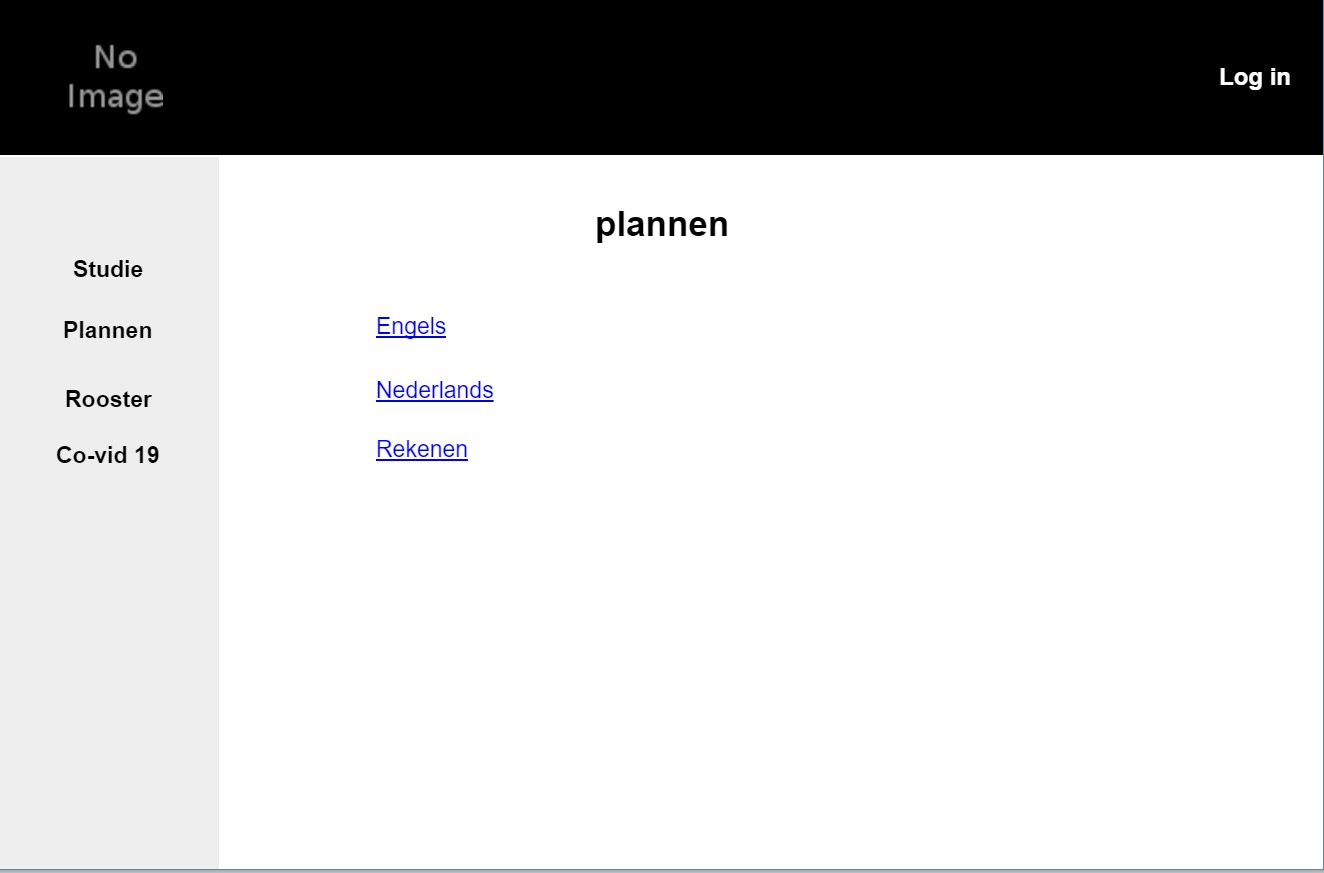 No
Image
Log in
plannen
Studie
Plannen
Rooster
Co-vid 19
Engels
Nederlands
Rekenen